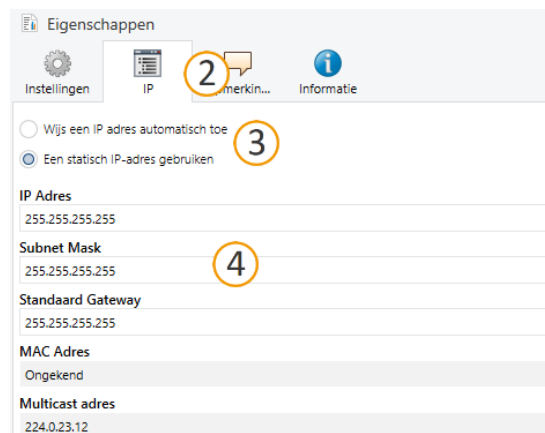 Eigenschappen
2
Instellingen IP merkin... Informatie
Wijs een IP adres automatisch toe
3
Een statisch IP-adres gebruiken
IP Adres
255.255.255.255
Subnet Mask
4
255.255.255.255
Standaard Gateway
255.255.255.255
MAC Adres
Ongekend
Multicast adres
224.0.23.12